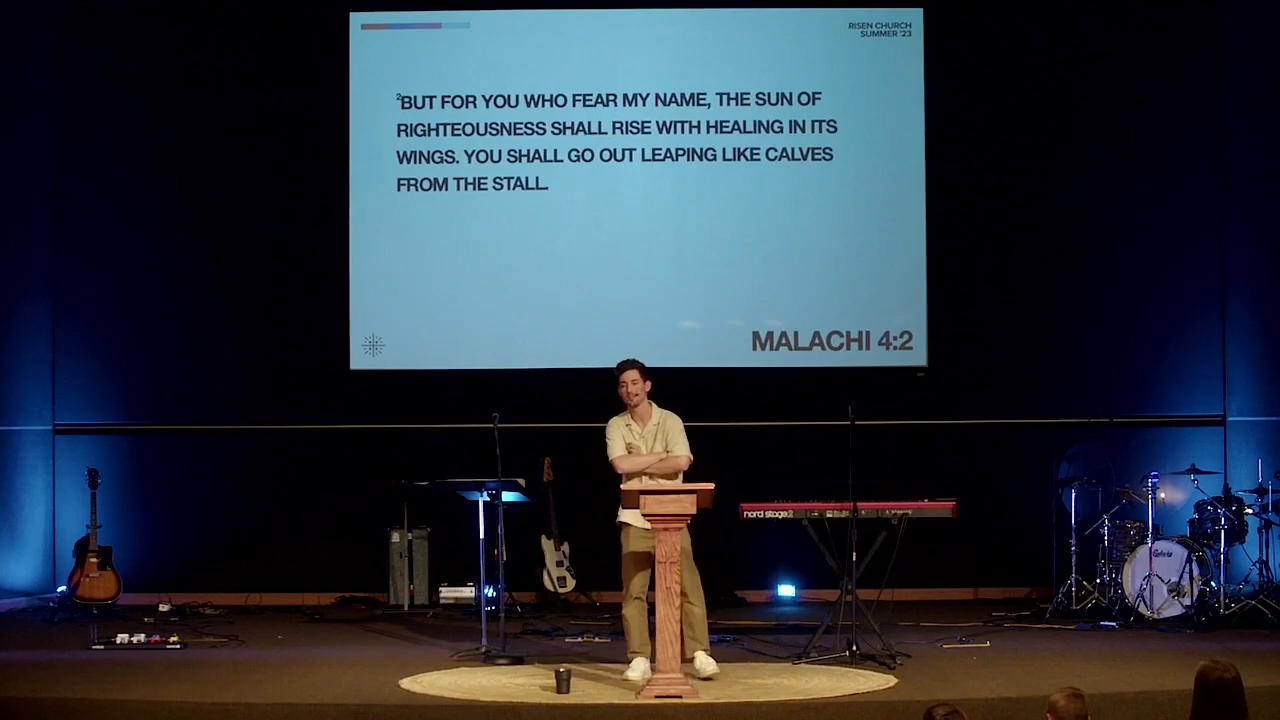 RISEN CHURCH
SUMMER '23
²BUT FOR YOU WHO FEAR MY NAME, THE SUN OF
RIGHTEOUSNESS SHALL RISE WITH HEALING IN ITS
WINGS. YOU SHALL GO OUT LEAPING LIKE CALVES
FROM THE STALL.
MALACHI 4:2
nord stage 2